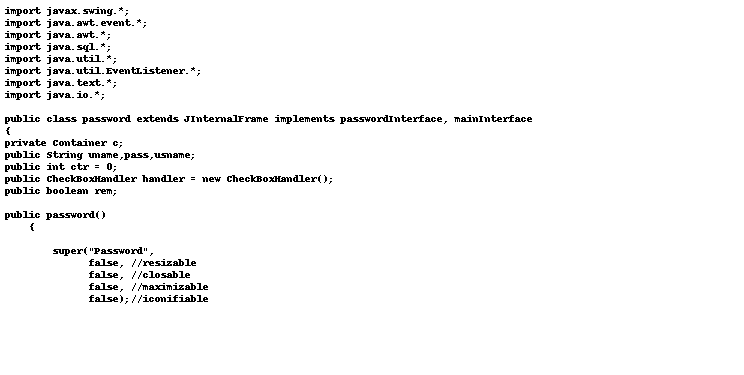 import javax.swing.*;
import java.awt.event.*;
import java.awt.*;
import java.sql.*;
import java.util.*;
import java.util.EventListener.*;
import java.text.*;
import java.io.*;

public class password extends JInternalFrame implements passwordInterface, mainInterface
{
private Container c;
public String uname,pass,usname;
public int ctr = 0;
public CheckBoxHandler handler = new CheckBoxHandler();
public boolean rem;

public password()
    {

        super("Password",
              false, //resizable
              false, //closable
              false, //maximizable
              false);//iconifiable